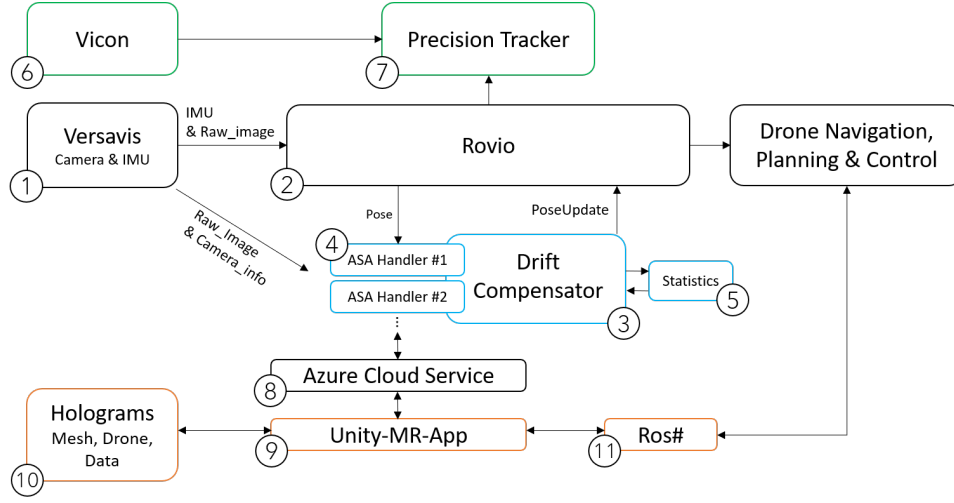 Vicon
6
Precision Tracker
7
Versavis
Camera & IMU
1
IMU
& Raw_image
Rovio
2
Drone Navigation,
Planning & Control
Raw_Image
& Camera_info
Pose
PoseUpdate
4
ASA Handler #1
ASA Handler #2
...
Drift
Compensator
3
Statistics
5
Azure Cloud Service
8
Holograms
Mesh, Drone,
Data
10
Unity-MR-App
9
Ros#
11